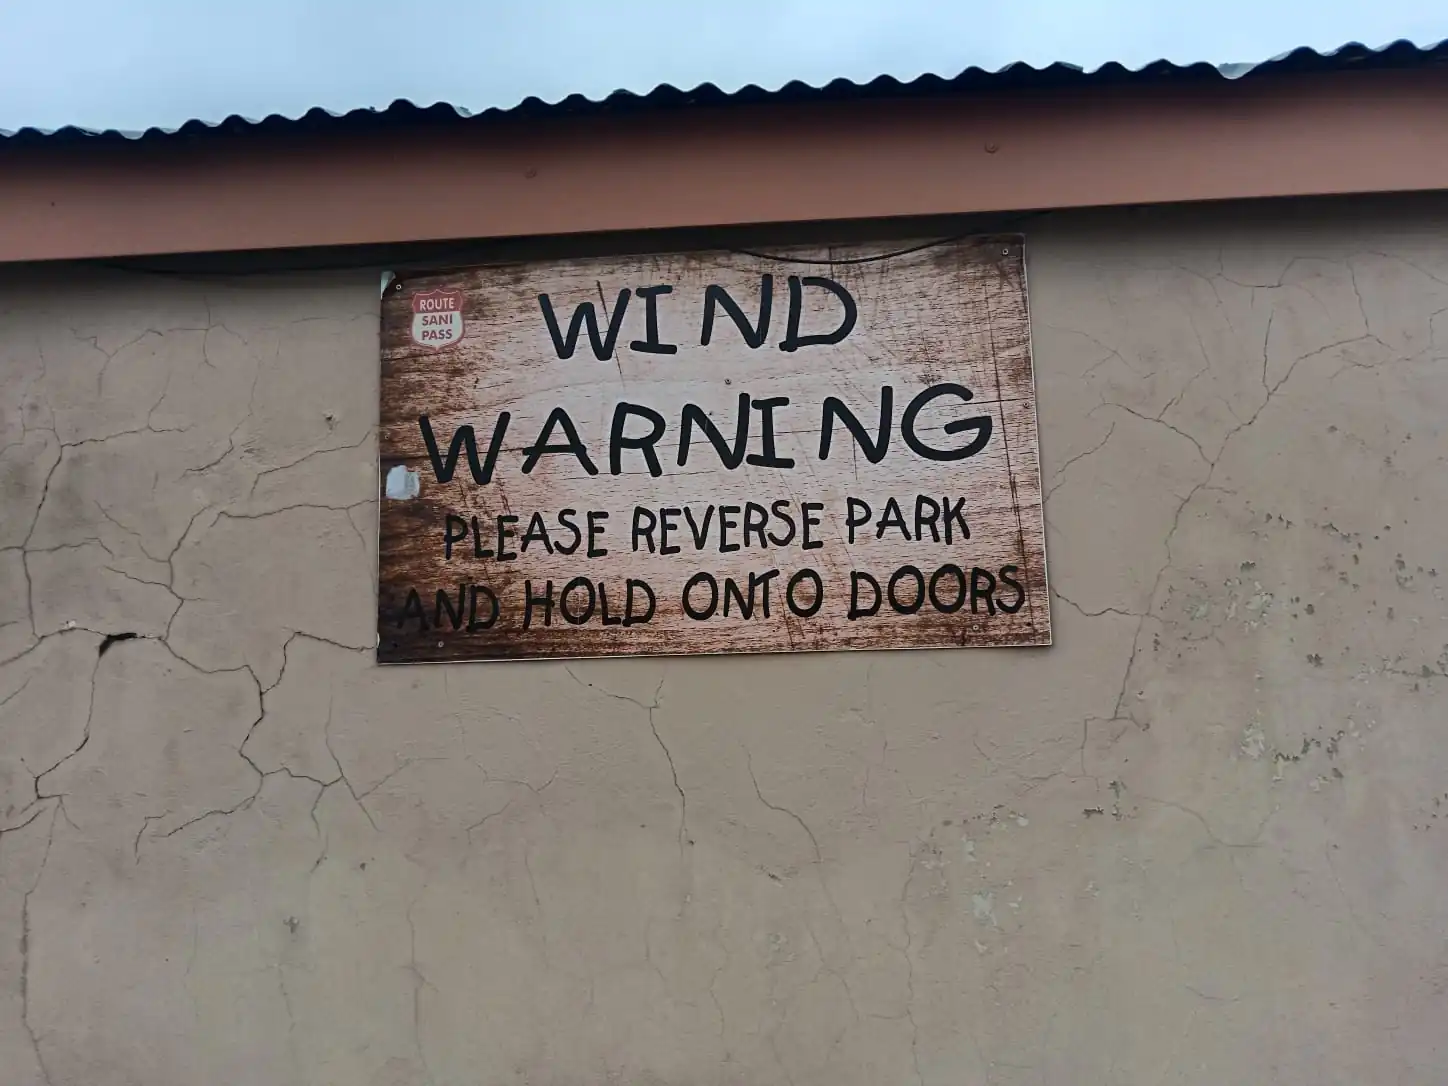 ROUTE
SANI
PASS
WIND
WARNING
PLEASE REVERSE PARK
AND HOLD ONTO DOORS